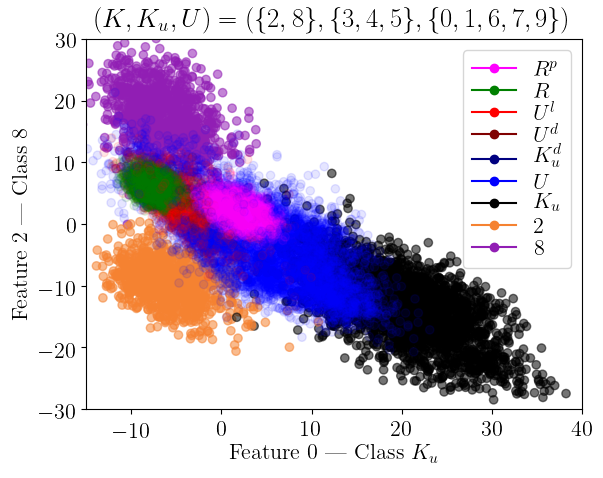 (K, K_u, U) = ({2, 8}, {3, 4, 5}, {0, 1, 6, 7, 9})
30
20
10
0
−10
−20
−30
Feature 2 — Class 8
R^p
R
U^l
U^d
K_u^d
U
K_u
2
8
−10
0
10
20
30
40
Feature 0 — Class K_u